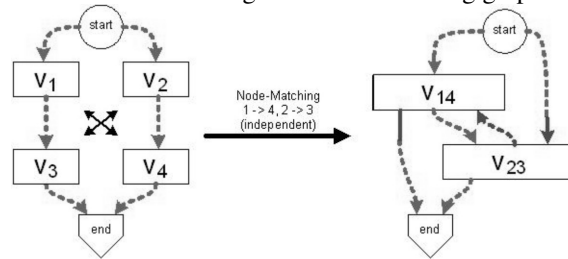 start
V1
V2
V3
V4
end
Node-Matching
1 -> 4, 2 -> 3
(independent)
start
V14
V23
end